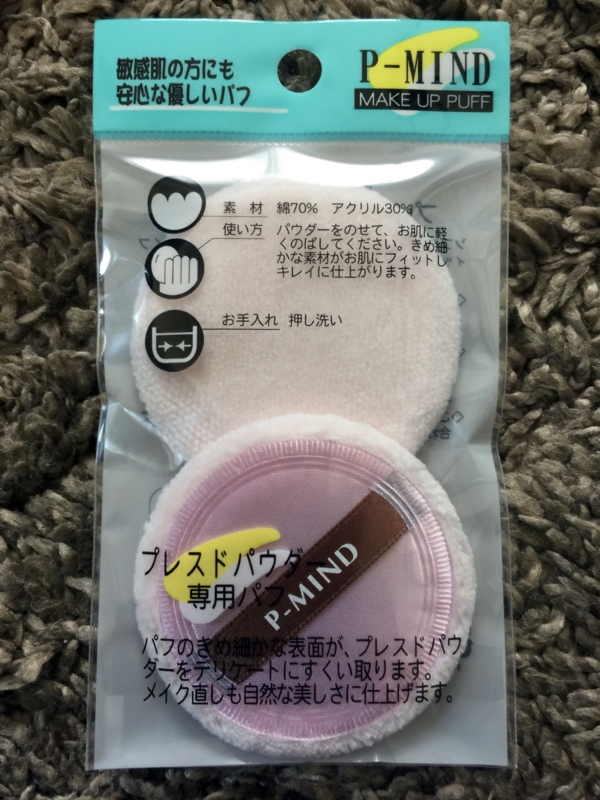 敏感肌の方にも
安心な優しいパフ
P-MIND
MAKE UP PUFF
素 材 綿70% アクリル30%
使い方 パウダーをのせて、お肌に軽
くのばしてください。きめ細
かな素材がお肌にフィットし
キレイに仕上がります。
お手入れ 押し洗い
プレスドパウダー
専用パフ
P-MIND
パフのきめ細かな表面が、プレスドパウ
ダーをデリケートにすくい取ります。
メイク直しも自然な美しさに仕上げます。